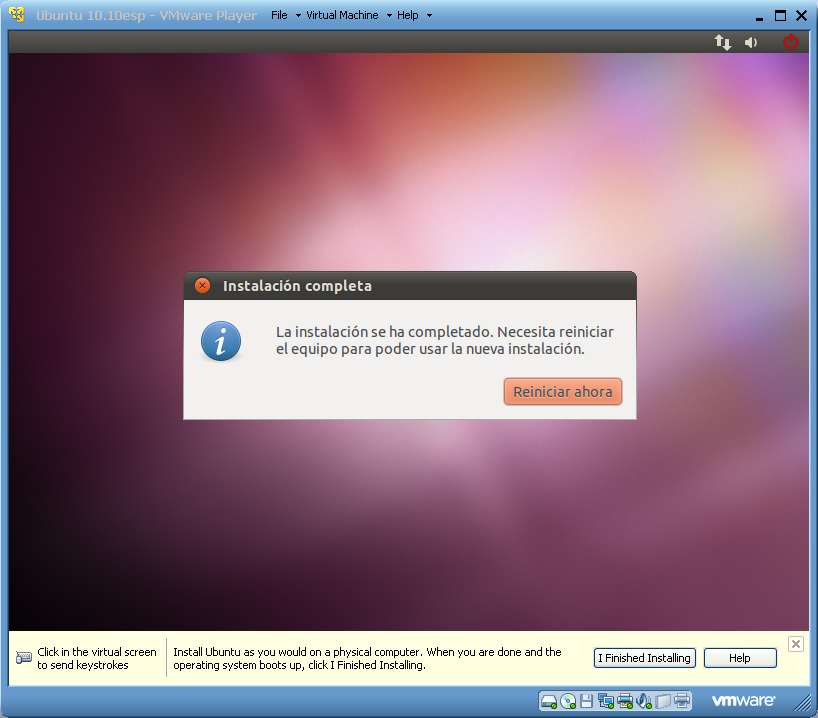 Ubuntu 10.10esp - VMware Player File Virtual Machine Help
Instalación completa
La instalación se ha completado. Necesita reiniciar
el equipo para poder usar la nueva instalación.
Reiniciar ahora
Click in the virtual screen
to send keystrokes
Install Ubuntu as you would on a physical computer. When you are done and the
operating system boots up, click I Finished Installing.
I Finished Installing
Help
vmware